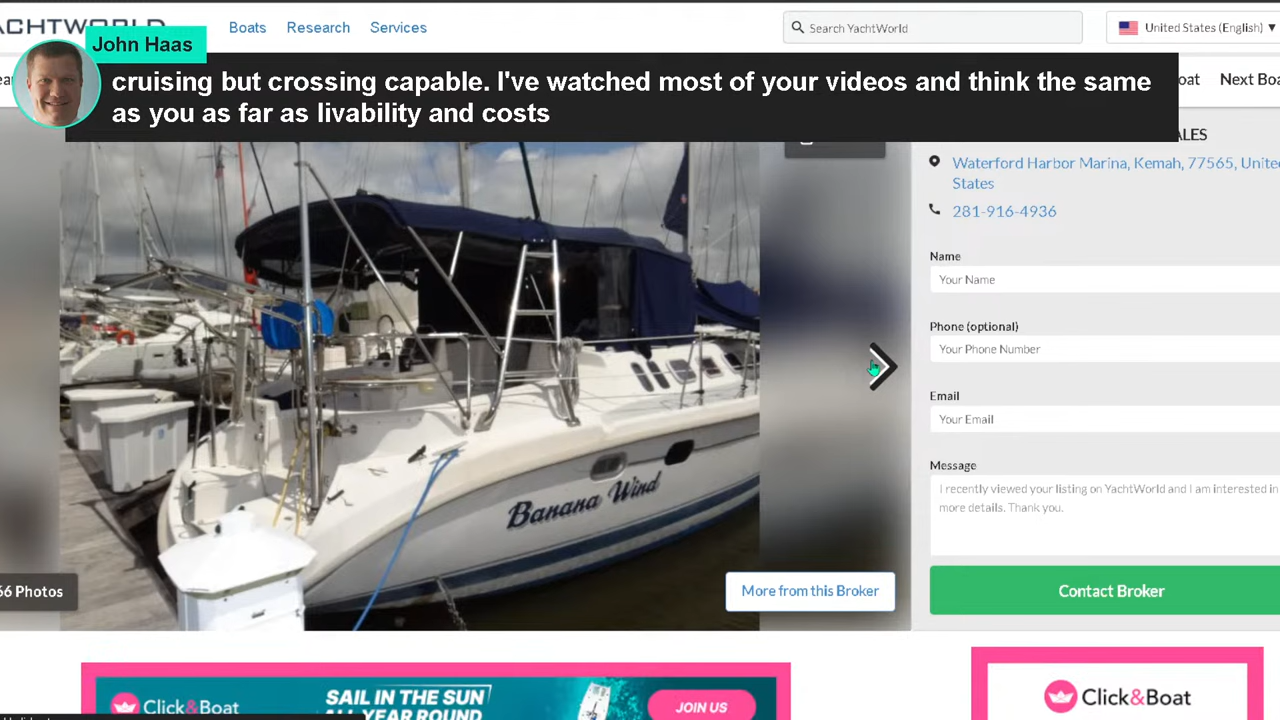 ACHTWORLD
Boats Research Services
Search YachtWorld
United States (English)
John Haas
cruising but crossing capable. I've watched most of your videos and think the same
as you as far as livability and costs
oat Next Boa
ALES
Waterford Harbor Marina, Kemah, 77565, Unite
States
281-916-4936
Name
Your Name
Phone (optional)
Your Phone Number
Email
Your Email
Message
I recently viewed your listing on YachtWorld and I am interested in
more details. Thank you.
Contact Broker
Banana Wind
66 Photos
More from this Broker
Click&Boat
SAIL IN THE SUN
ALL YEAR ROUND
JOIN US
Click&Boat